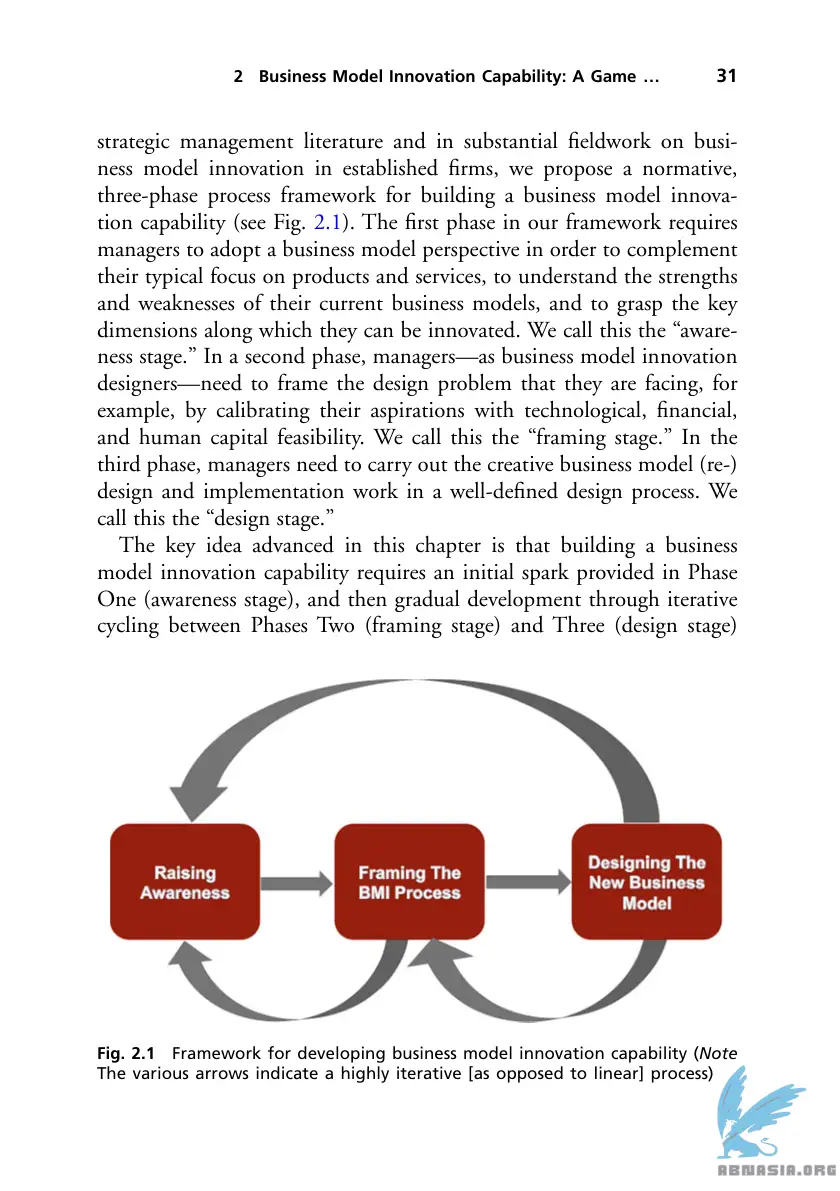 2 Business Model Innovation Capability: A Game … 31
strategic management literature and in substantial fieldwork on busi-
ness model innovation in established firms, we propose a normative,
three-phase process framework for building a business model innova-
tion capability (see Fig. 2.1). The first phase in our framework requires
managers to adopt a business model perspective in order to complement
their typical focus on products and services, to understand the strengths
and weaknesses of their current business models, and to grasp the key
dimensions along which they can be innovated. We call this the “aware-
ness stage.” In a second phase, managers—as business model innovation
designers—need to frame the design problem that they are facing, for
example, by calibrating their aspirations with technological, financial,
and human capital feasibility. We call this the “framing stage.” In the
third phase, managers need to carry out the creative business model (re-)
design and implementation work in a well-defined design process. We
call this the “design stage.”
The key idea advanced in this chapter is that building a business
model innovation capability requires an initial spark provided in Phase
One (awareness stage), and then gradual development through iterative
cycling between Phases Two (framing stage) and Three (design stage)
Raising
Awareness
Framing The
BMI Process
Designing The
New Business
Model
Fig. 2.1 Framework for developing business model innovation capability (Note
The various arrows indicate a highly iterative [as opposed to linear] process)
ABNASIA.ORG